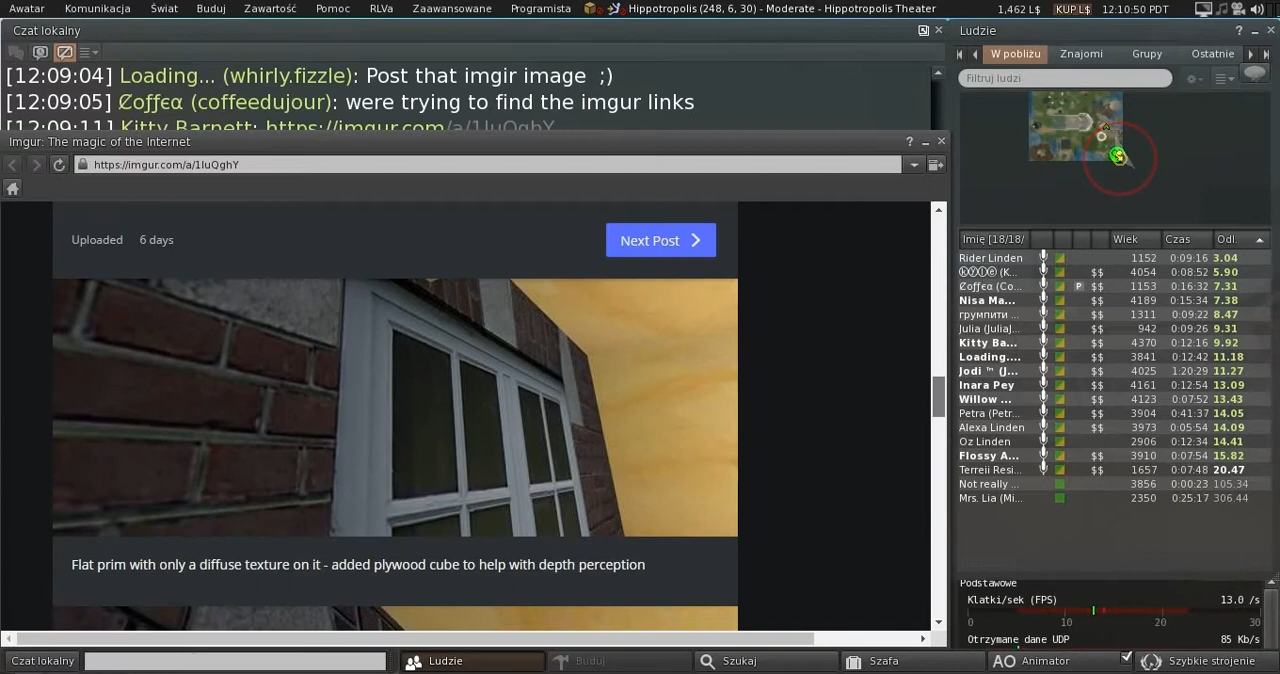 Awatar Komunikacja Świat Buduj Zawartość Pomoc RLVa Zaawansowane Programista Hippotropolis (248, 6, 30) - Moderate - Hippotropolis Theater 1,462 L$ KUP L$ 12:10:50 PDT
Czat lokalny
[12:09:04] Loading... (whirly.fizzle): Post that imgir image ;)
[12:09:05] Ȼoƒƒєα (coffeedujour): were trying to find the imgur links
[12:09:11] Kitty Barnett: https://imgur.com/a/1IuQghY
Imgur: The magic of the Internet
https://imgur.com/a/1IuQghY
Uploaded 6 days
Next Post
Flat prim with only a diffuse texture on it - added plywood cube to help with depth perception
Ludzie
W pobliżu Znajomi Grupy Ostatnie
Filtruj ludzi
Imię [18/18/ Wiek Czas Odl.
Rider Linden 1152 0:09:16 3.04
ⓚⓨⓛⓔ (K... $$ 4054 0:08:52 5.90
Ȼoƒƒєα (Co... P $$ 1153 0:16:32 7.31
Nisa Ma... $$ 4189 0:15:34 7.38
грумпити ... $$ 1311 0:09:22 8.47
Julia (JuliaJ... 942 0:09:26 9.31
Kitty Ba... $$ 4370 0:12:16 9.92
Loading.... $$ 3841 0:12:42 11.18
Jodi ™ (J... $$ 4025 1:20:29 11.27
Inara Pey $$ 4161 0:12:54 13.09
Willow ... $$ 4123 0:07:52 13.43
Petra (Petr... $$ 3904 0:41:37 14.05
Alexa Linden $$ 3973 0:05:54 14.09
Oz Linden 2906 0:12:34 14.41
Flossy A... $$ 3910 0:07:54 15.82
Terreii Resi... $$ 1657 0:07:48 20.47
Not really ... 3856 0:00:23 105.34
Mrs. Lia (Mi... 2350 0:25:17 306.44
Podstawowe
Klatki/sek (FPS) 13.0 /s
0 10 20 30
Otrzymane dane UDP 85 Kb/s
Czat lokalny Ludzie Buduj Szukaj Szafa AO Animator Szybkie strojenie